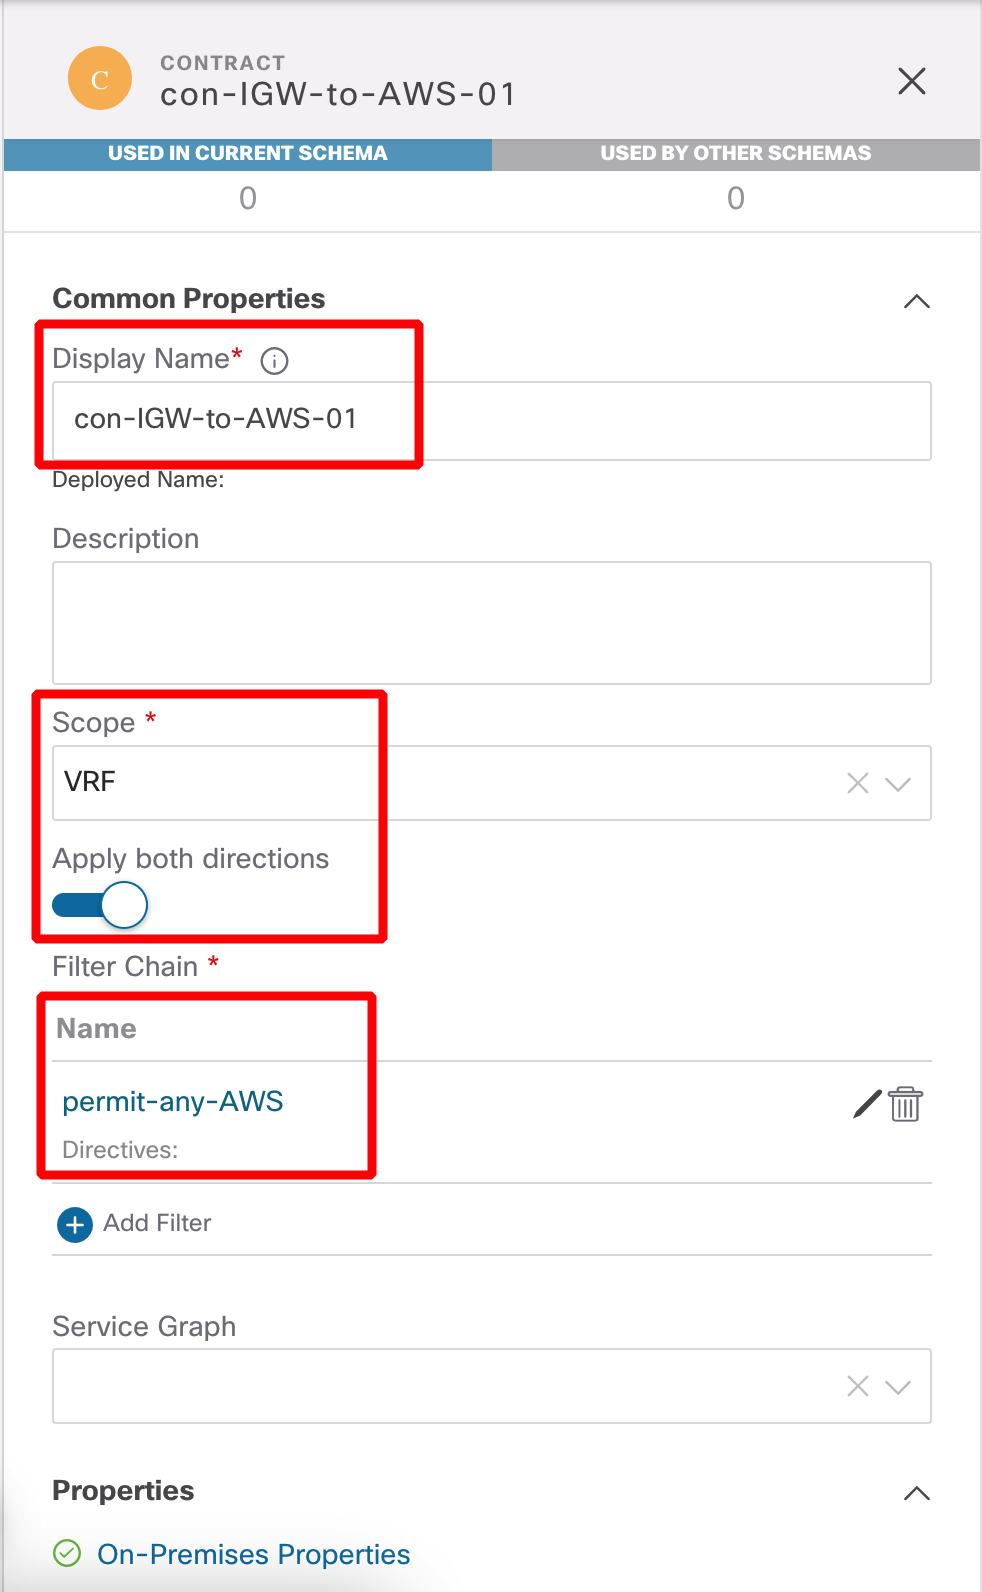 C
CONTRACT
con-IGW-to-AWS-01
USED IN CURRENT SCHEMA
USED BY OTHER SCHEMAS
0
0
Common Properties
Display Name*
con-IGW-to-AWS-01
Deployed Name:
Description
Scope *
VRF
Apply both directions
Filter Chain *
Name
permit-any-AWS
Directives:
Add Filter
Service Graph
Properties
On-Premises Properties